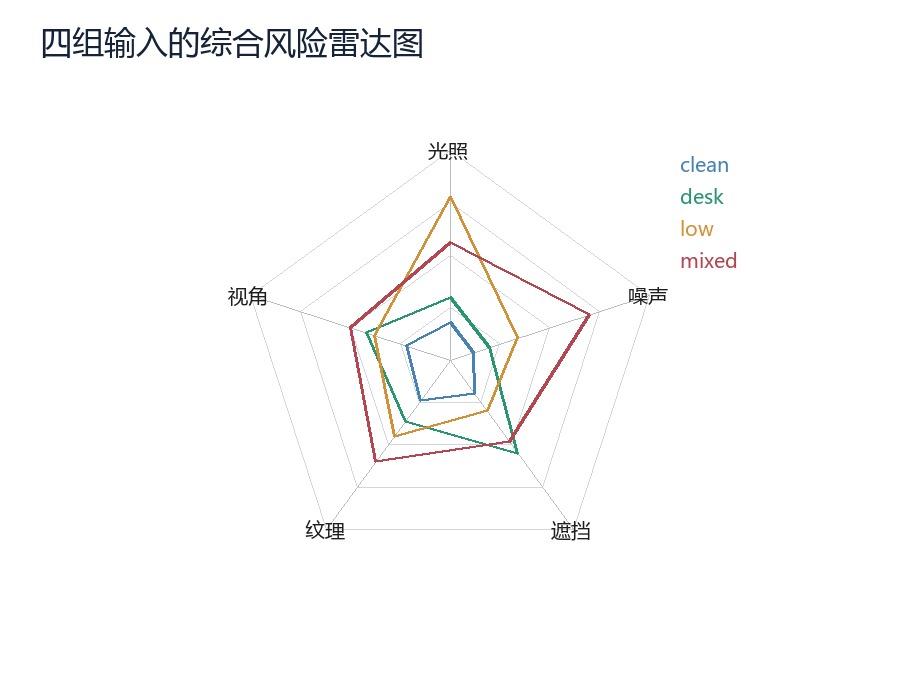 四组输入的综合风险雷达图
光照
clean
desk
low
mixed
视角
噪声
纹理
遮挡